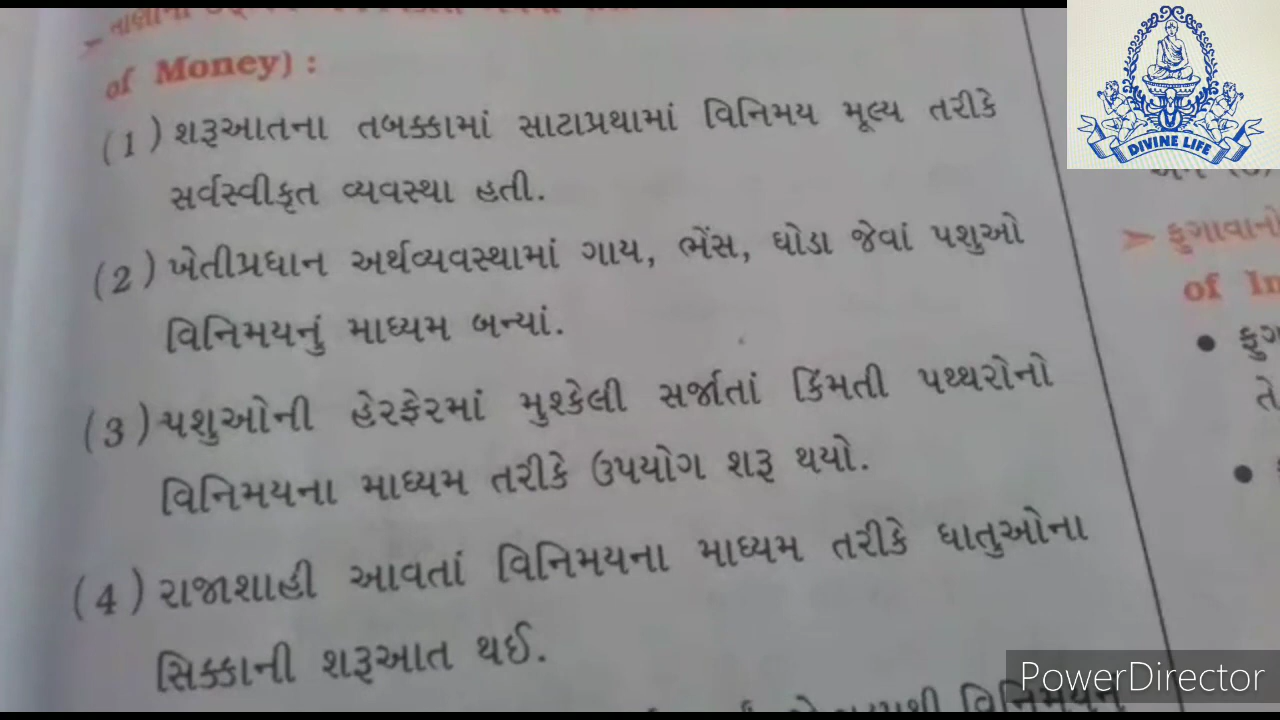 of Money) :
(1) શરૂઆતના તબક્કામાં સાટાપ્રથામાં વિનિમય મૂલ્ય તરીકે
સર્વસ્વીકૃત વ્યવસ્થા હતી.
(2) ખેતીપ્રધાન અર્થવ્યવસ્થામાં ગાય, ભેંસ, ઘોડા જેવાં પશુઓ
વિનિમયનું માધ્યમ બન્યાં.
(3) પશુઓની હેરફેરમાં મુશ્કેલી સર્જાતાં કિંમતી પથ્થરોનો
વિનિમયના માધ્યમ તરીકે ઉપયોગ શરૂ થયો.
(4) રાજાશાહી આવતાં વિનિમયના માધ્યમ તરીકે ધાતુઓના
સિક્કાની શરૂઆત થઈ.
DIVINE LIFE
➤ ફુગાવાનો
of In
• ફુગ
તે
PowerDirector